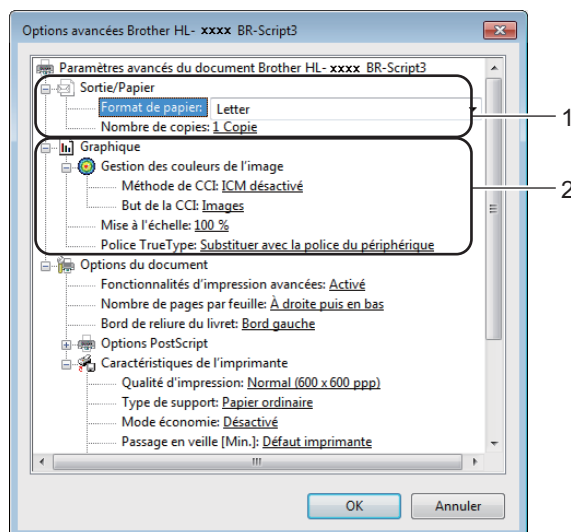 Options avancées Brother HL- xxxx BR-Script3
Paramètres avancés du document Brother HL- xxxx BR-Script3
Sortie/Papier
Format de papier: Letter
Nombre de copies: 1 Copie
1
Graphique
Gestion des couleurs de l'image
Méthode de CCI: ICM désactivé
2
But de la CCI: Images
Mise à l'échelle: 100 %
Police TrueType: Substituer avec la police du périphérique
Options du document
Fonctionnalités d'impression avancées: Activé
Nombre de pages par feuille: À droite puis en bas
Bord de reliure du livret: Bord gauche
Options PostScript
Caractéristiques de l'imprimante
Qualité d'impression: Normal (600 x 600 ppp)
Type de support: Papier ordinaire
Mode économie: Désactivé
Passage en veille [Min.]: Défaut imprimante
OK
Annuler